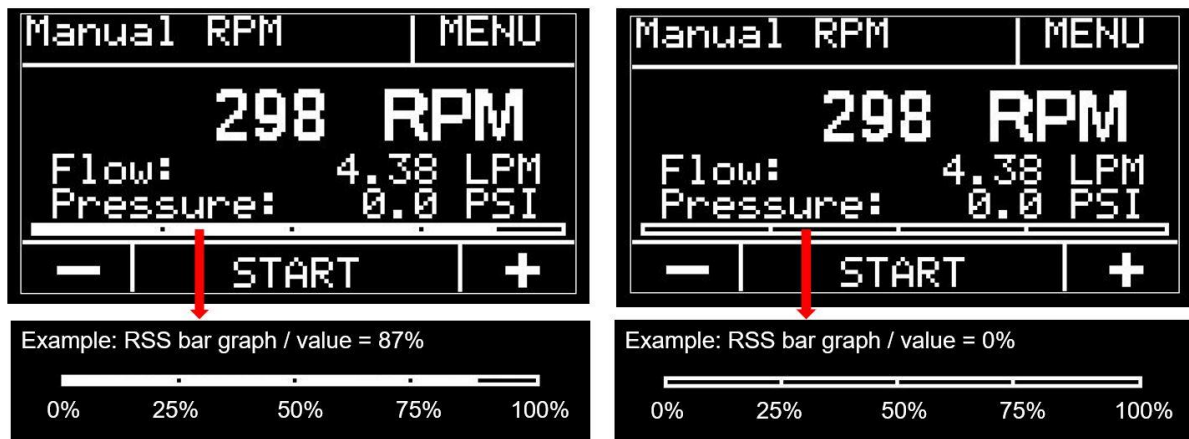 Manual RPM MENU
298 RPM
Flow: 4.38 LPM
Pressure: 0.0 PSI
− START +
Example: RSS bar graph / value = 87%
0% 25% 50% 75% 100%
Manual RPM MENU
298 RPM
Flow: 4.38 LPM
Pressure: 0.0 PSI
− START +
Example: RSS bar graph / value = 0%
0% 25% 50% 75% 100%